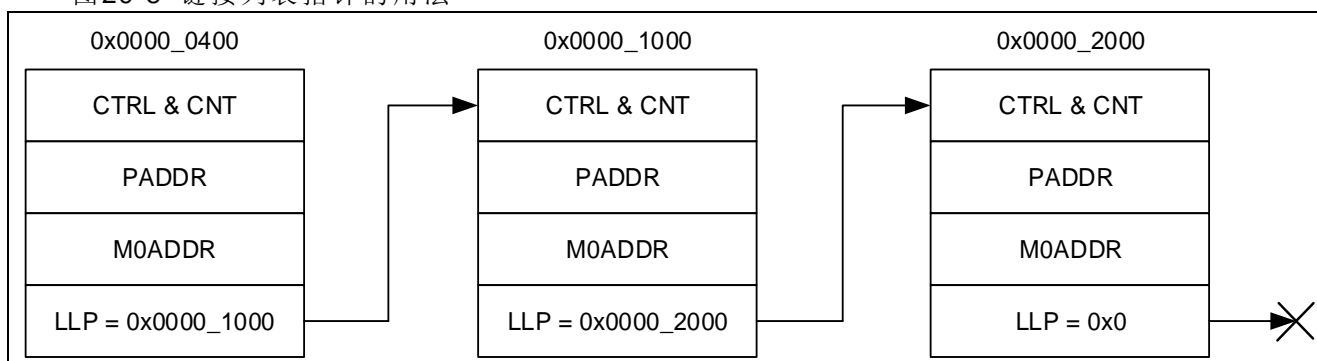 0x0000_0400
0x0000_1000
0x0000_2000
CTRL & CNT
CTRL & CNT
CTRL & CNT
PADDR
PADDR
PADDR
M0ADDR
M0ADDR
M0ADDR
LLP = 0x0000_1000
LLP = 0x0000_2000
LLP = 0x0